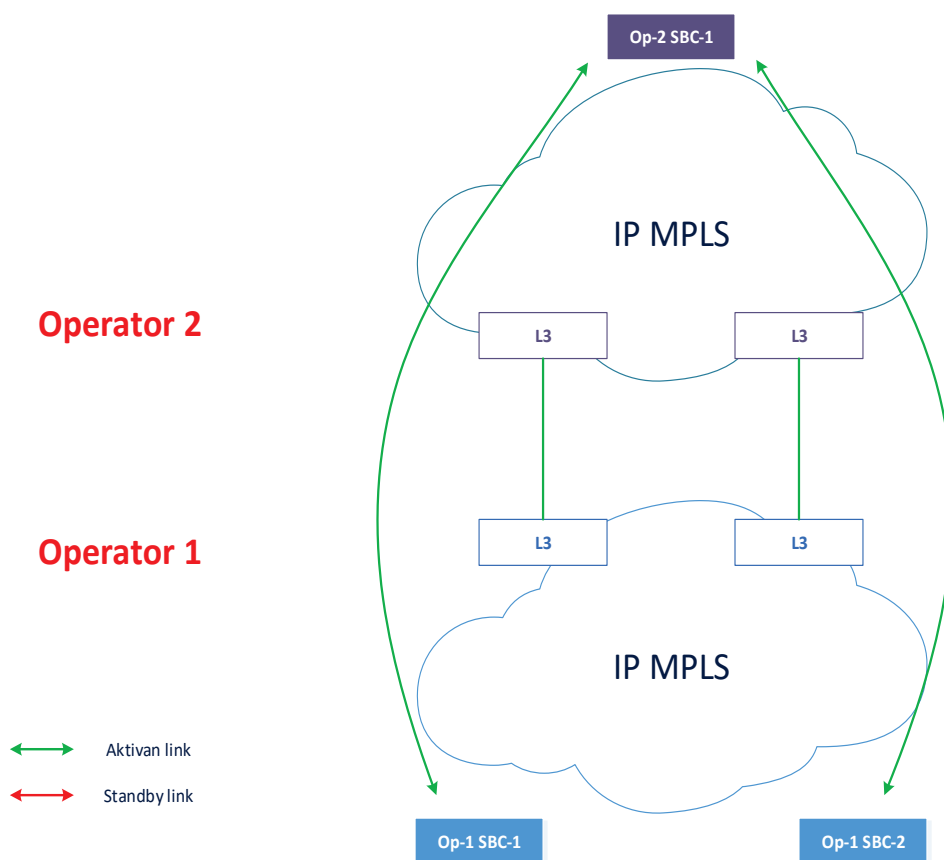 Op-2 SBC-1
IP MPLS
Operator 2
L3
L3
Operator 1
L3
L3
IP MPLS
Aktivan link
Standby link
Op-1 SBC-1
Op-1 SBC-2